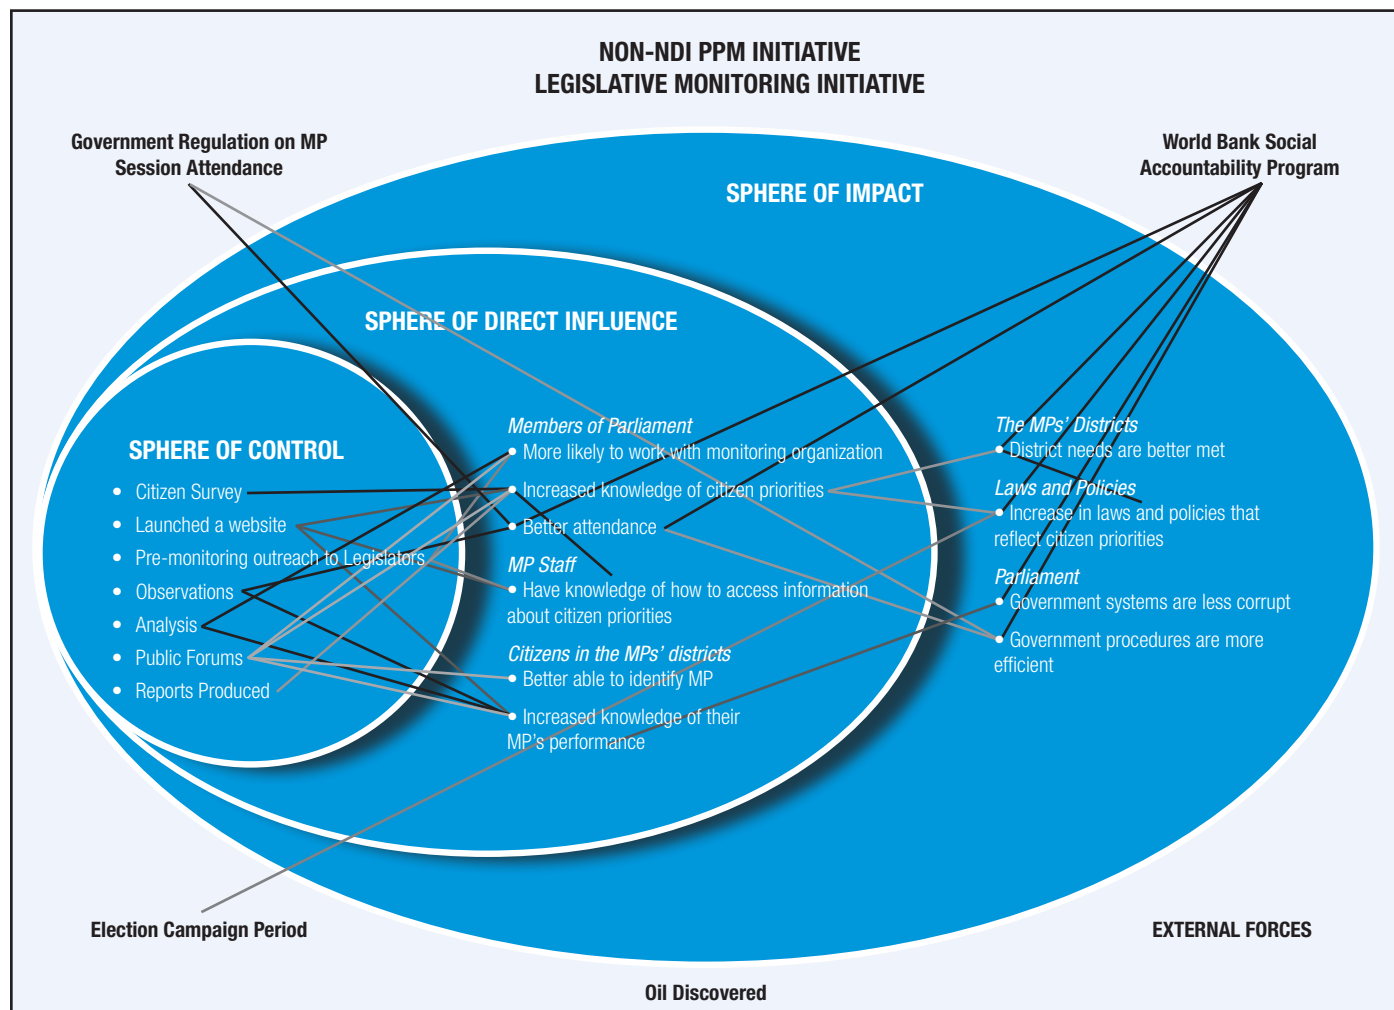 NON-NDI PPM INITIATIVE
LEGISLATIVE MONITORING INITIATIVE
Government Regulation on MP
Session Attendance
World Bank Social
Accountability Program
SPHERE OF IMPACT
SPHERE OF DIRECT INFLUENCE
SPHERE OF CONTROL
• Citizen Survey
• Launched a website
• Pre-monitoring outreach to Legislators
• Observations
• Analysis
• Public Forums
• Reports Produced
Members of Parliament
• More likely to work with monitoring organization
• Increased knowledge of citizen priorities
• Better attendance
MP Staff
• Have knowledge of how to access information
about citizen priorities
Citizens in the MPs’ districts
• Better able to identify MP
• Increased knowledge of their
MP’s performance
The MPs’ Districts
• District needs are better met
Laws and Policies
• Increase in laws and policies that
reflect citizen priorities
Parliament
• Government systems are less corrupt
• Government procedures are more
efficient
Election Campaign Period
EXTERNAL FORCES
Oil Discovered